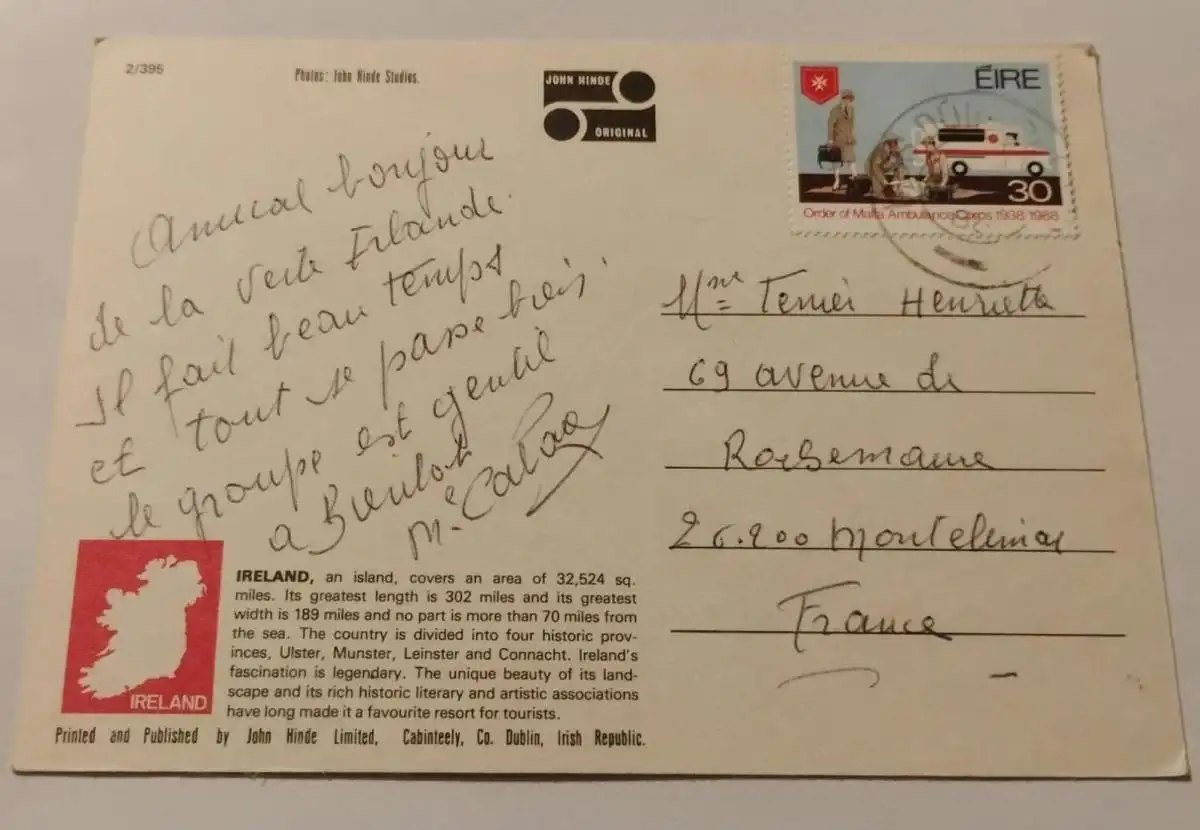 2/395
Photos: John Hinde Studios.
JOHN HINDE
ORIGINAL
ÉIRE
30
Order of Malta Ambulance Corps 1938 1988
Amical bonjour
de la verte Irlande.
Il fait beau temps
et tout se passe bien.
le groupe est gentil
a Bientot
Mme Henriette
69 avenue de
Rochemaure
26.200 Montelimar
France
IRELAND
IRELAND, an island, covers an area of 32,524 sq.
miles. Its greatest length is 302 miles and its greatest
width is 189 miles and no part is more than 70 miles from
the sea. The country is divided into four historic prov-
inces, Ulster, Munster, Leinster and Connacht. Ireland's
fascination is legendary. The unique beauty of its land-
scape and its rich historic literary and artistic associations
have long made it a favourite resort for tourists.
Printed and Published by John Hinde Limited, Cabinteely, Co. Dublin, Irish Republic.